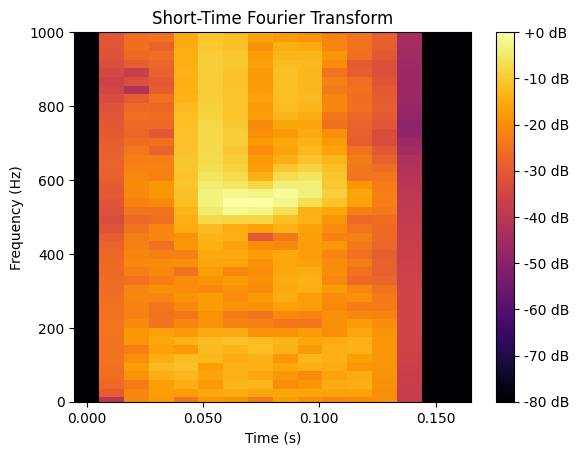 Short-Time Fourier Transform
1000
800
600
400
200
0
Frequency (Hz)
0.000
0.050
0.100
0.150
Time (s)
+0 dB
-10 dB
-20 dB
-30 dB
-40 dB
-50 dB
-60 dB
-70 dB
-80 dB